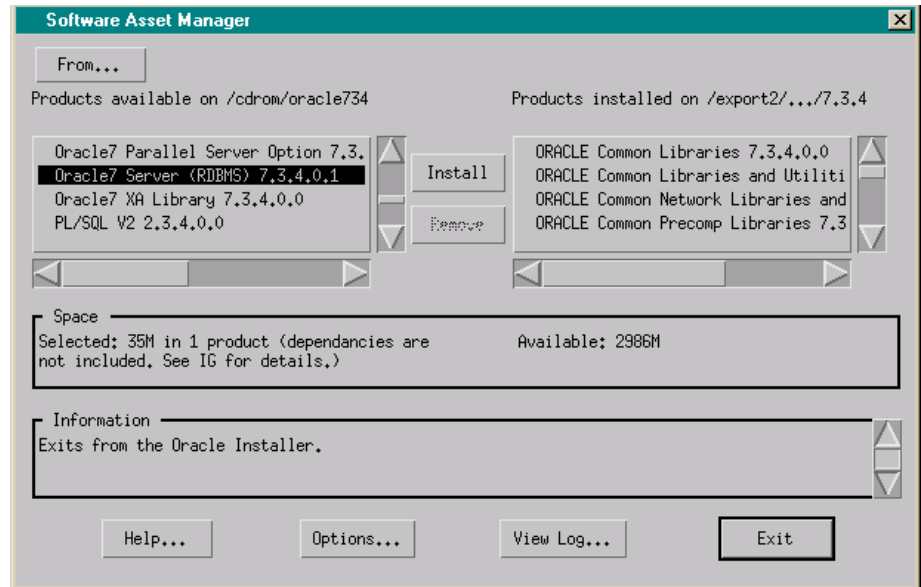 Software Asset Manager
From...
Products available on /cdrom/oracle734
Products installed on /export2/.../7.3.4
Oracle7 Parallel Server Option 7.3.
Oracle7 Server (RDBMS) 7.3.4.0.1
Oracle7 XA Library 7.3.4.0.0
PL/SQL V2 2.3.4.0.0
Install
Remove
ORACLE Common Libraries 7.3.4.0.0
ORACLE Common Libraries and Utiliti
ORACLE Common Network Libraries and
ORACLE Common Precomp Libraries 7.3
Space
Selected: 35M in 1 product (dependancies are
not included. See IG for details.)
Available: 2986M
Information
Exits from the Oracle Installer.
Help...
Options...
View Log...
Exit